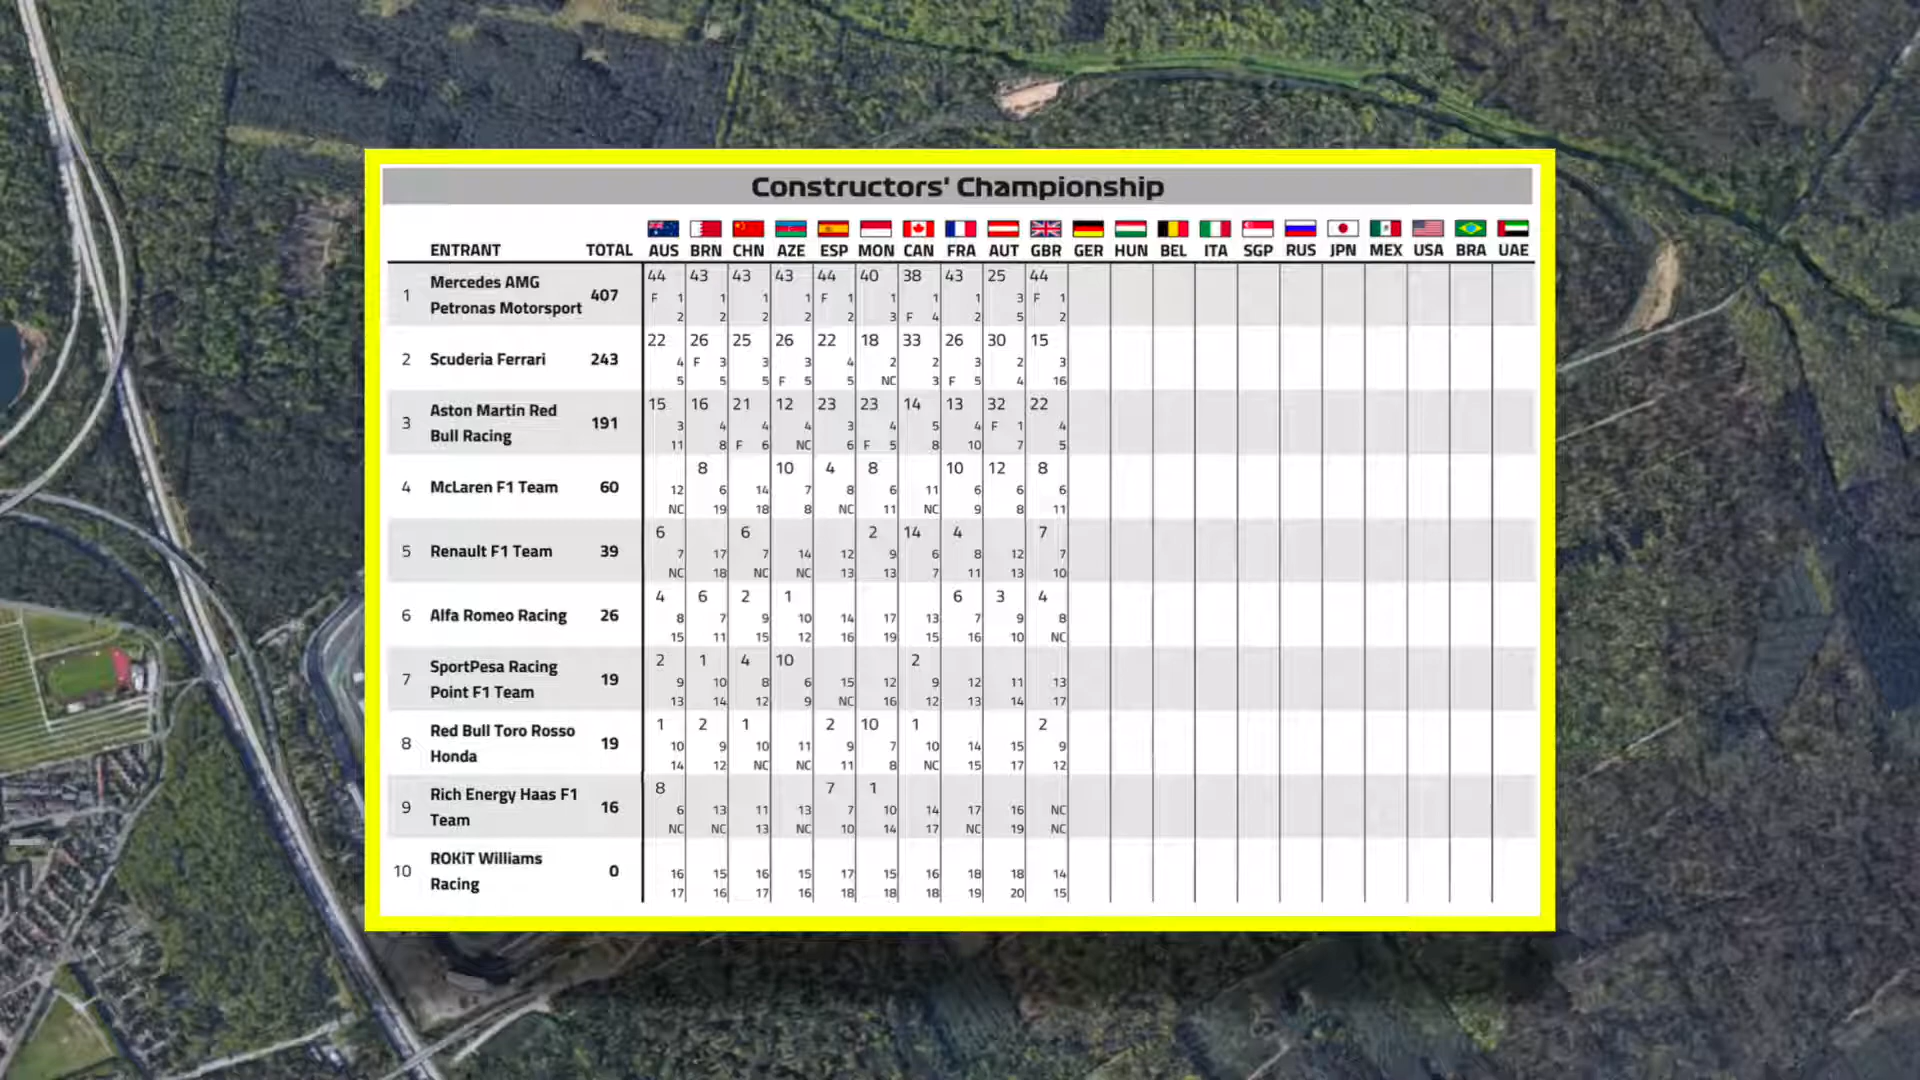 Constructors' Championship
ENTRANT TOTAL AUS BRN CHN AZE ESP MON CAN FRA AUT GBR GER HUN BEL ITA SGP RUS JPN MEX USA BRA UAE
44 43 43 43 44 40 38 43 25 44
Mercedes AMG
1 407 F 1 1 1 1 F 1 1 1 1 3 F 1
Petronas Motorsport 2 2 2 2 2 3 F 4 2 5 2
22 26 25 26 22 18 33 26 30 15
2 Scuderia Ferrari 243 4 F 3 3 3 4 2 2 3 2 3
5 5 5 F 5 5 NC 3 F 5 4 16
15 16 21 12 23 23 14 13 32 22
Aston Martin Red
3 191 3 4 4 4 3 4 5 4 F 1 4
Bull Racing 11 8 F 6 NC 6 F 5 8 10 7 5
8 10 4 8 10 12 8
4 McLaren F1 Team 60 12 6 14 7 8 6 11 6 6 6
NC 19 18 8 NC 11 NC 9 8 11
6 6 2 14 4 7
5 Renault F1 Team 39 7 17 7 14 12 9 6 8 12 7
NC 18 NC NC 13 13 7 11 13 10
4 6 2 1 6 3 4
6 Alfa Romeo Racing 26 8 7 9 10 14 17 13 7 9 8
15 11 15 12 16 19 15 16 10 NC
2 1 4 10 2
SportPesa Racing
7 19 9 10 8 6 15 12 9 12 11 13
Point F1 Team 13 14 12 9 NC 16 12 13 14 17
1 2 1 2 10 1 2
Red Bull Toro Rosso
8 19 10 9 10 11 9 7 10 14 15 9
Honda 14 12 NC NC 11 8 NC 15 17 12
8 7 1
Rich Energy Haas F1
9 16 6 13 11 13 7 10 14 17 16 NC
Team NC NC 13 NC 10 14 17 NC 19 NC
ROKiT Williams
10 0 16 15 16 15 17 15 16 18 18 14
Racing 17 16 17 16 18 18 18 19 20 15